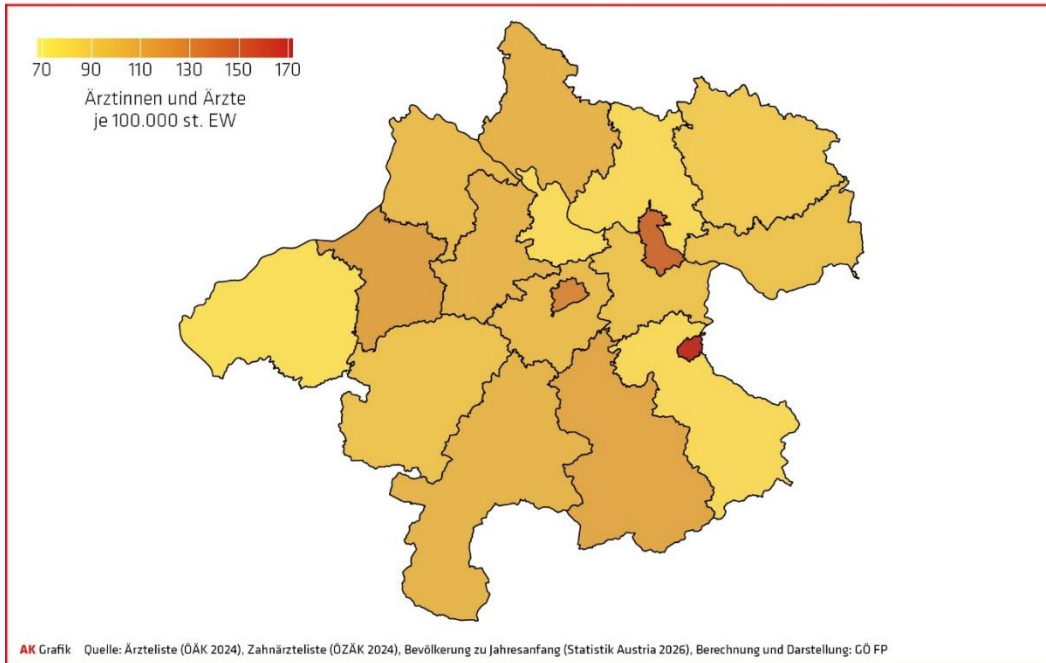 70 90 110 130 150 170
Ärztinnen und Ärzte
je 100.000 st. EW
AK Grafik Quelle: Ärzteliste (ÖÄK 2024), Zahnärzteliste (ÖZÄK 2024), Bevölkerung zu Jahresanfang (Statistik Austria 2026), Berechnung und Darstellung: GÖ FP